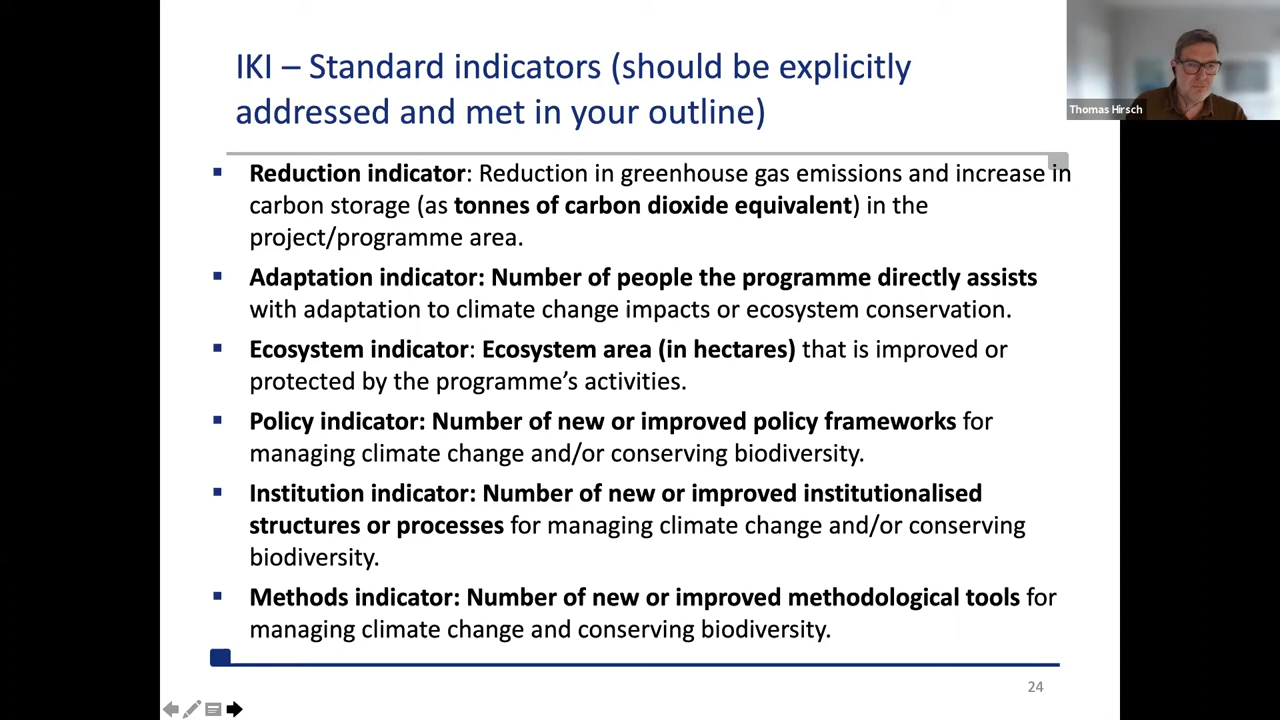 IKI – Standard indicators (should be explicitly
addressed and met in your outline)
Thomas Hirsch
▪ Reduction indicator: Reduction in greenhouse gas emissions and increase in
carbon storage (as tonnes of carbon dioxide equivalent) in the
project/programme area.
▪ Adaptation indicator: Number of people the programme directly assists
with adaptation to climate change impacts or ecosystem conservation.
▪ Ecosystem indicator: Ecosystem area (in hectares) that is improved or
protected by the programme’s activities.
▪ Policy indicator: Number of new or improved policy frameworks for
managing climate change and/or conserving biodiversity.
▪ Institution indicator: Number of new or improved institutionalised
structures or processes for managing climate change and/or conserving
biodiversity.
▪ Methods indicator: Number of new or improved methodological tools for
managing climate change and conserving biodiversity.
24